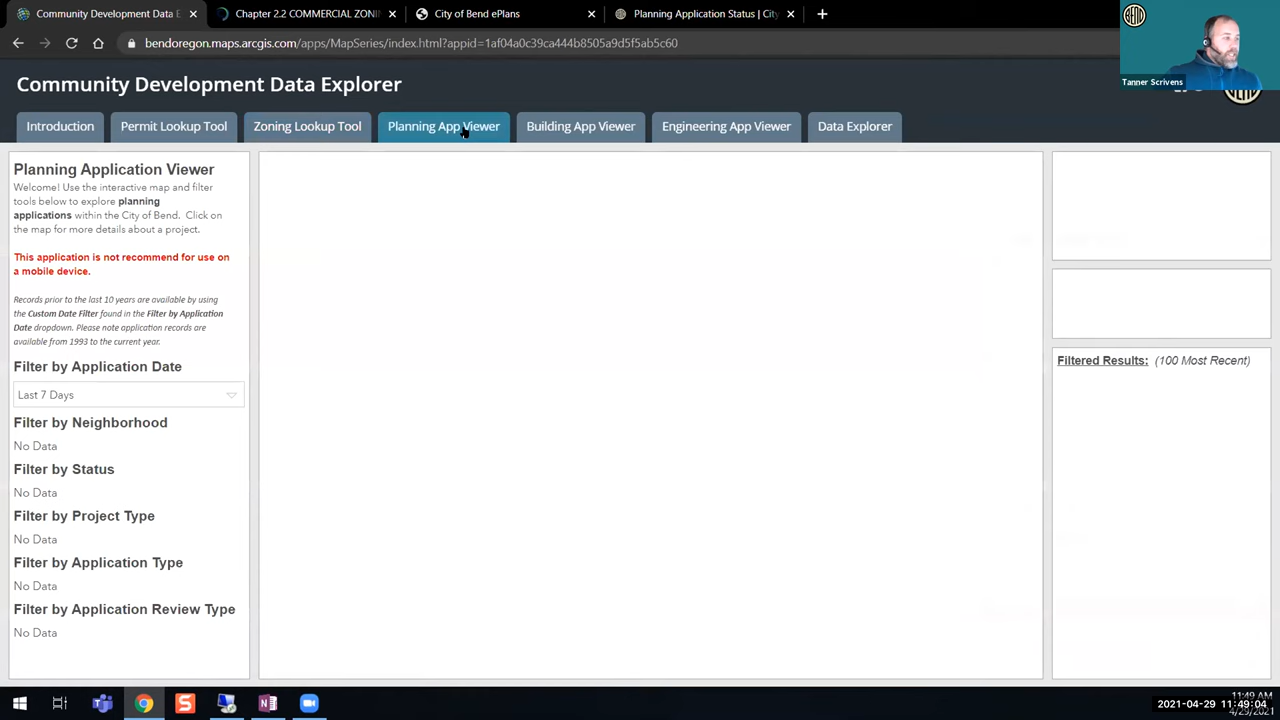 Community Development Data
Chapter 2.2 COMMERCIAL ZONI
City of Bend ePlans
Planning Application Status | City
bendoregon.maps.arcgis.com/apps/MapSeries/index.html?appid=1af04a0c39ca444b8505a9d5f5ab5c60
BEND
Tanner Scrivens
Community Development Data Explorer
Introduction
Permit Lookup Tool
Zoning Lookup Tool
Planning App Viewer
Building App Viewer
Engineering App Viewer
Data Explorer
Planning Application Viewer
Welcome! Use the interactive map and filter
tools below to explore planning
applications within the City of Bend. Click on
the map for more details about a project.
This application is not recommend for use on
a mobile device.
Records prior to the last 10 years are available by using
the Custom Date Filter found in the Filter by Application
Date dropdown. Please note application records are
available from 1993 to the current year.
Filter by Application Date
Last 7 Days
Filter by Neighborhood
No Data
Filter by Status
No Data
Filter by Project Type
No Data
Filter by Application Type
No Data
Filter by Application Review Type
No Data
Filtered Results: (100 Most Recent)
11:49 AM
2021-04-29 11:49:04
4/29/2021